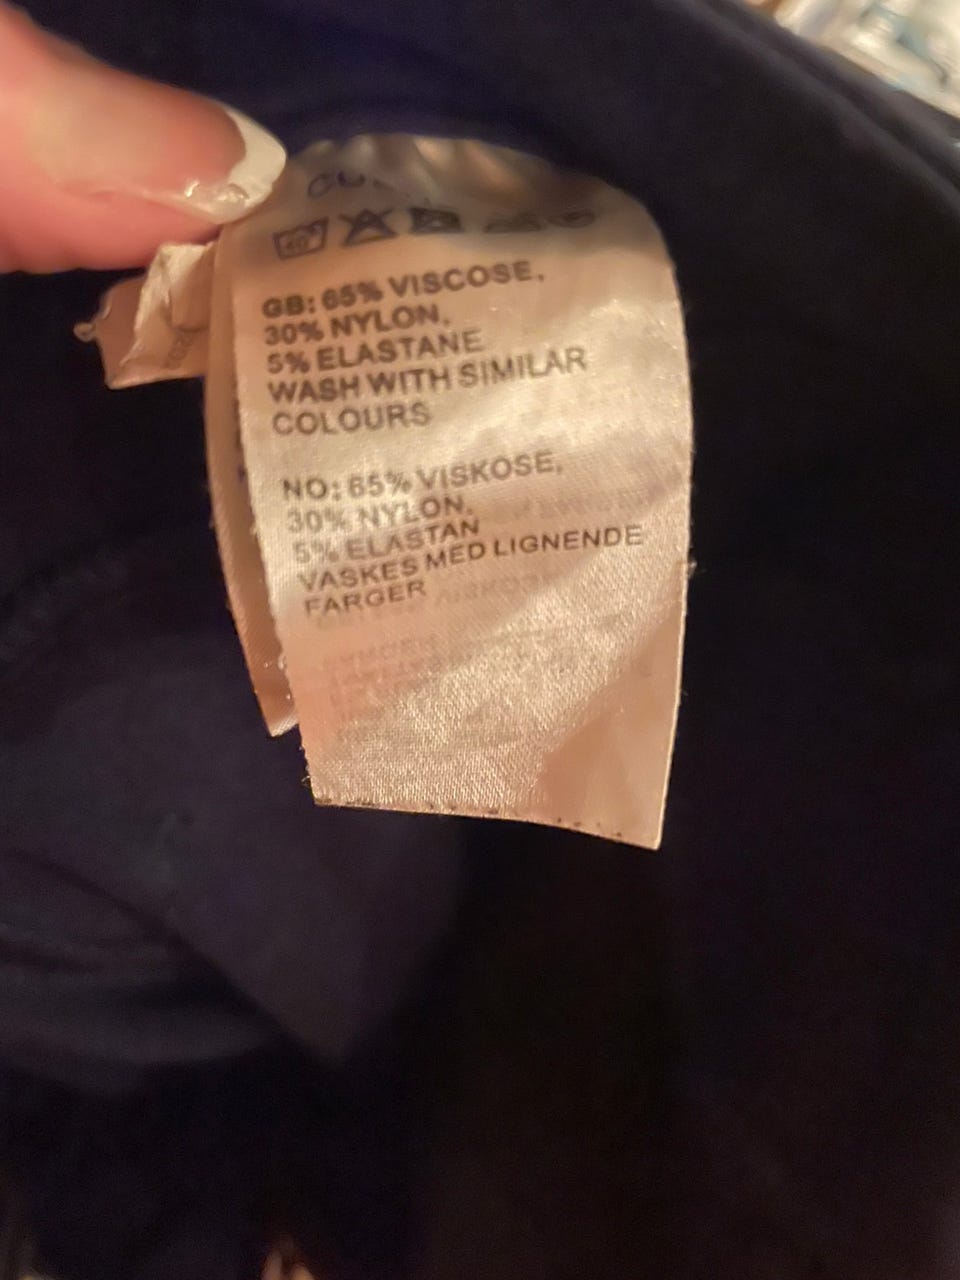 40°
GB: 65% VISCOSE,
30% NYLON,
5% ELASTANE
WASH WITH SIMILAR
COLOURS
NO: 65% VISKOSE,
30% NYLON,
5% ELASTAN
VASKES MED LIGNENDE
FARGER